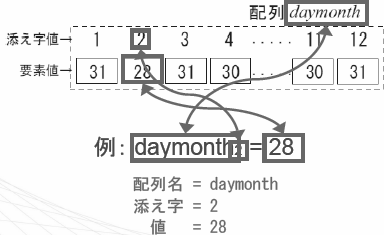 配列daymonth
添え字値→ 1 2 3 4 ..... 11 12
要素値→ 31 28 31 30 ..... 30 31
例：daymonth2=28
配列名 = daymonth
添え字 = 2
値 = 28